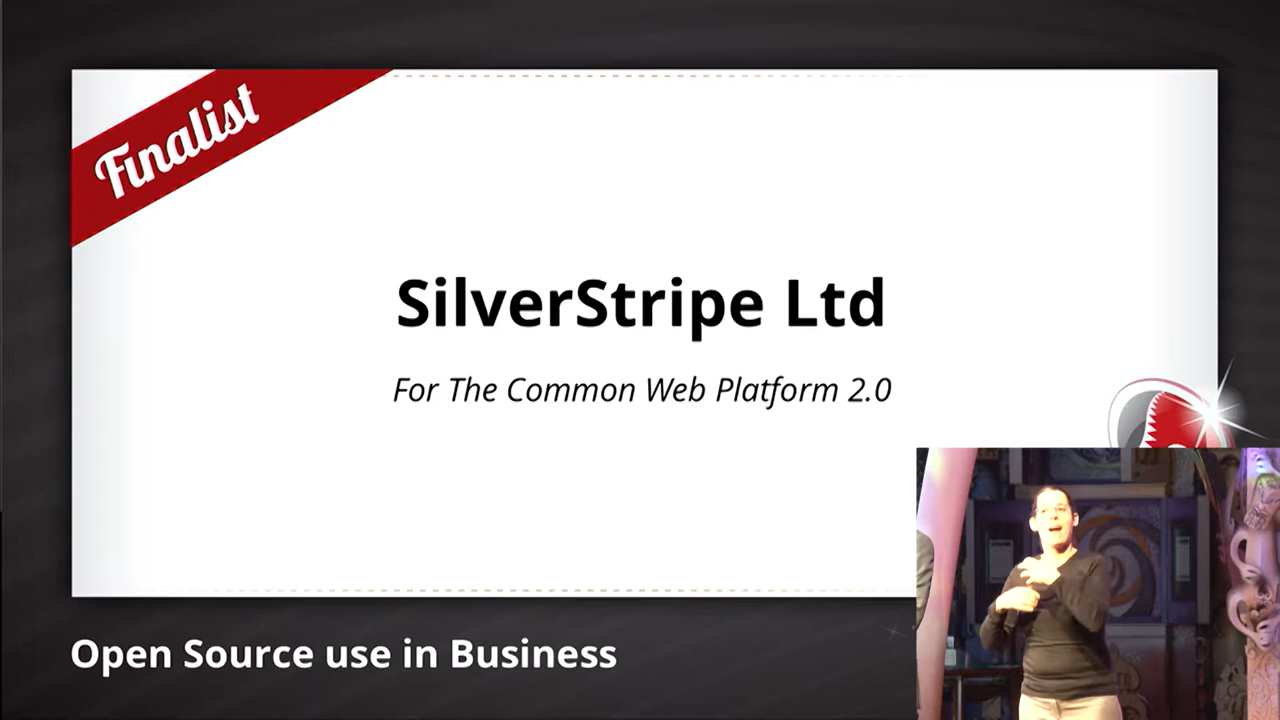 Finalist
SilverStripe Ltd
For The Common Web Platform 2.0
Open Source use in Business